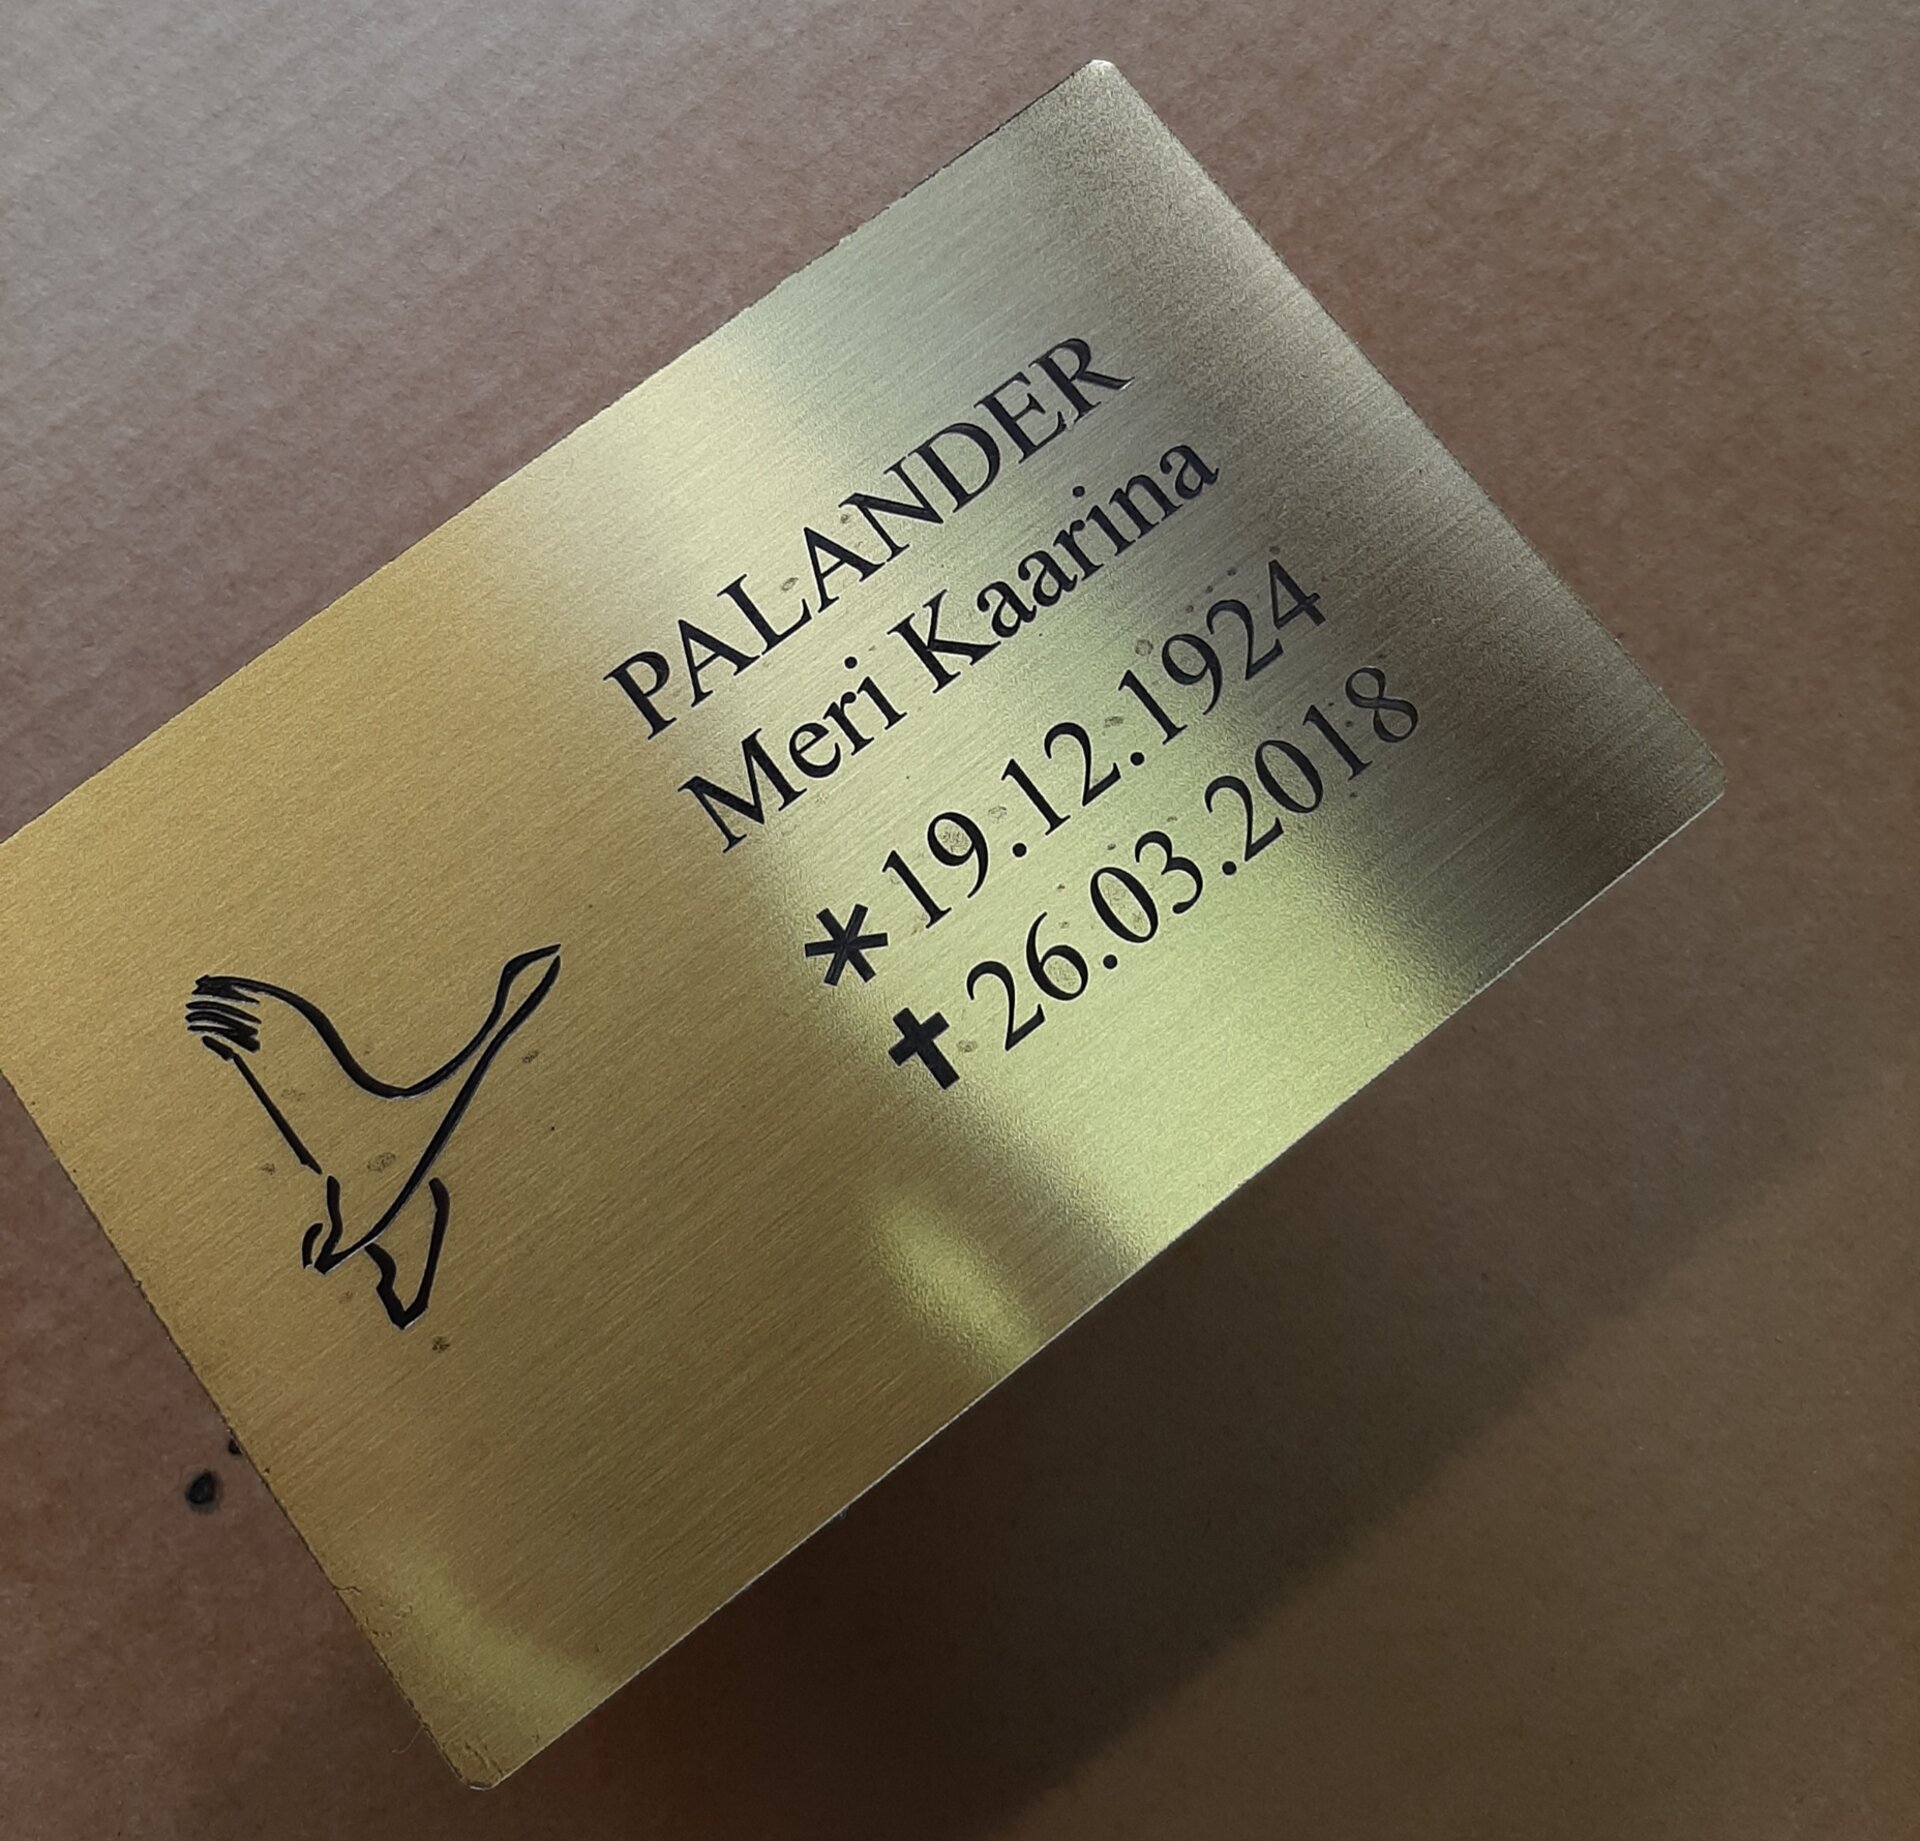 PALANDER
Meri Kaarina
* 19.12.1924
✝ 26.03.2018